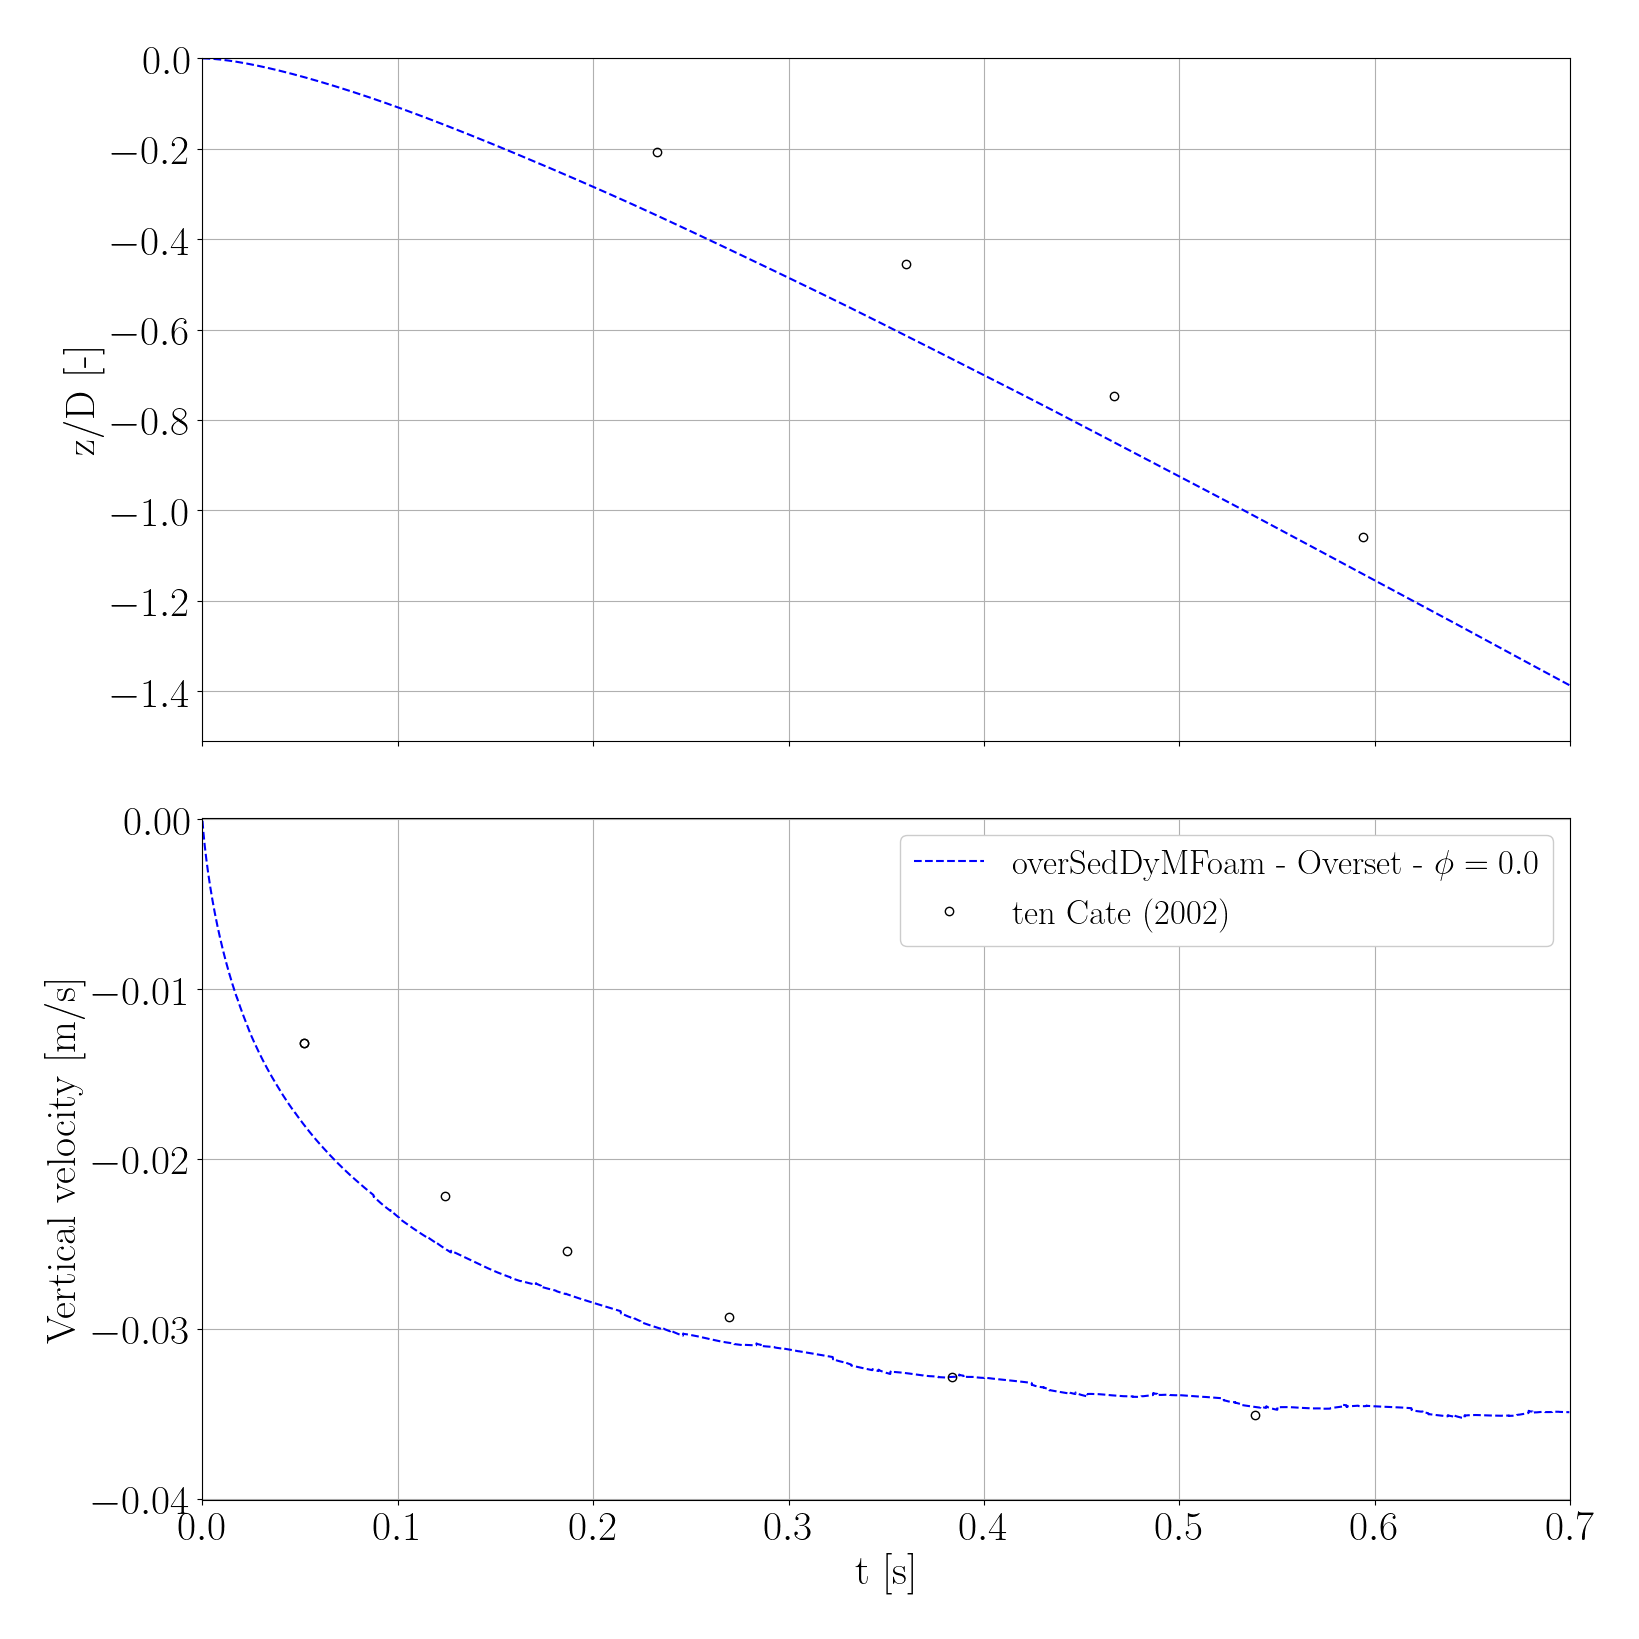 0.0
−0.2
−0.4
−0.6
−0.8
−1.0
−1.2
−1.4
z/D [-]
0.00
−0.01
−0.02
−0.03
−0.04
Vertical velocity [m/s]
overSedDyMFoam - Overset - ϕ = 0.0
ten Cate (2002)
0.0 0.1 0.2 0.3 0.4 0.5 0.6 0.7
t [s]